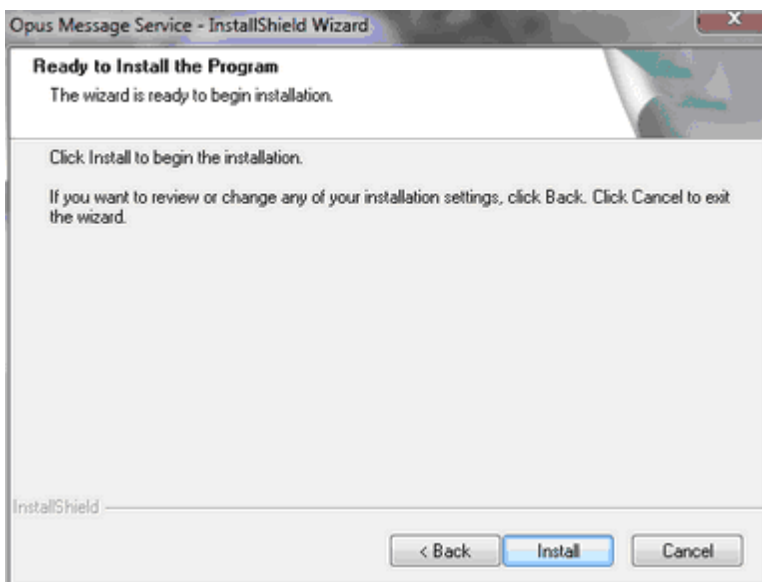 Opus Message Service - InstallShield Wizard
X
Ready to Install the Program
The wizard is ready to begin installation.
Click Install to begin the installation.
If you want to review or change any of your installation settings, click Back. Click Cancel to exit
the wizard.
InstallShield
< Back
Install
Cancel